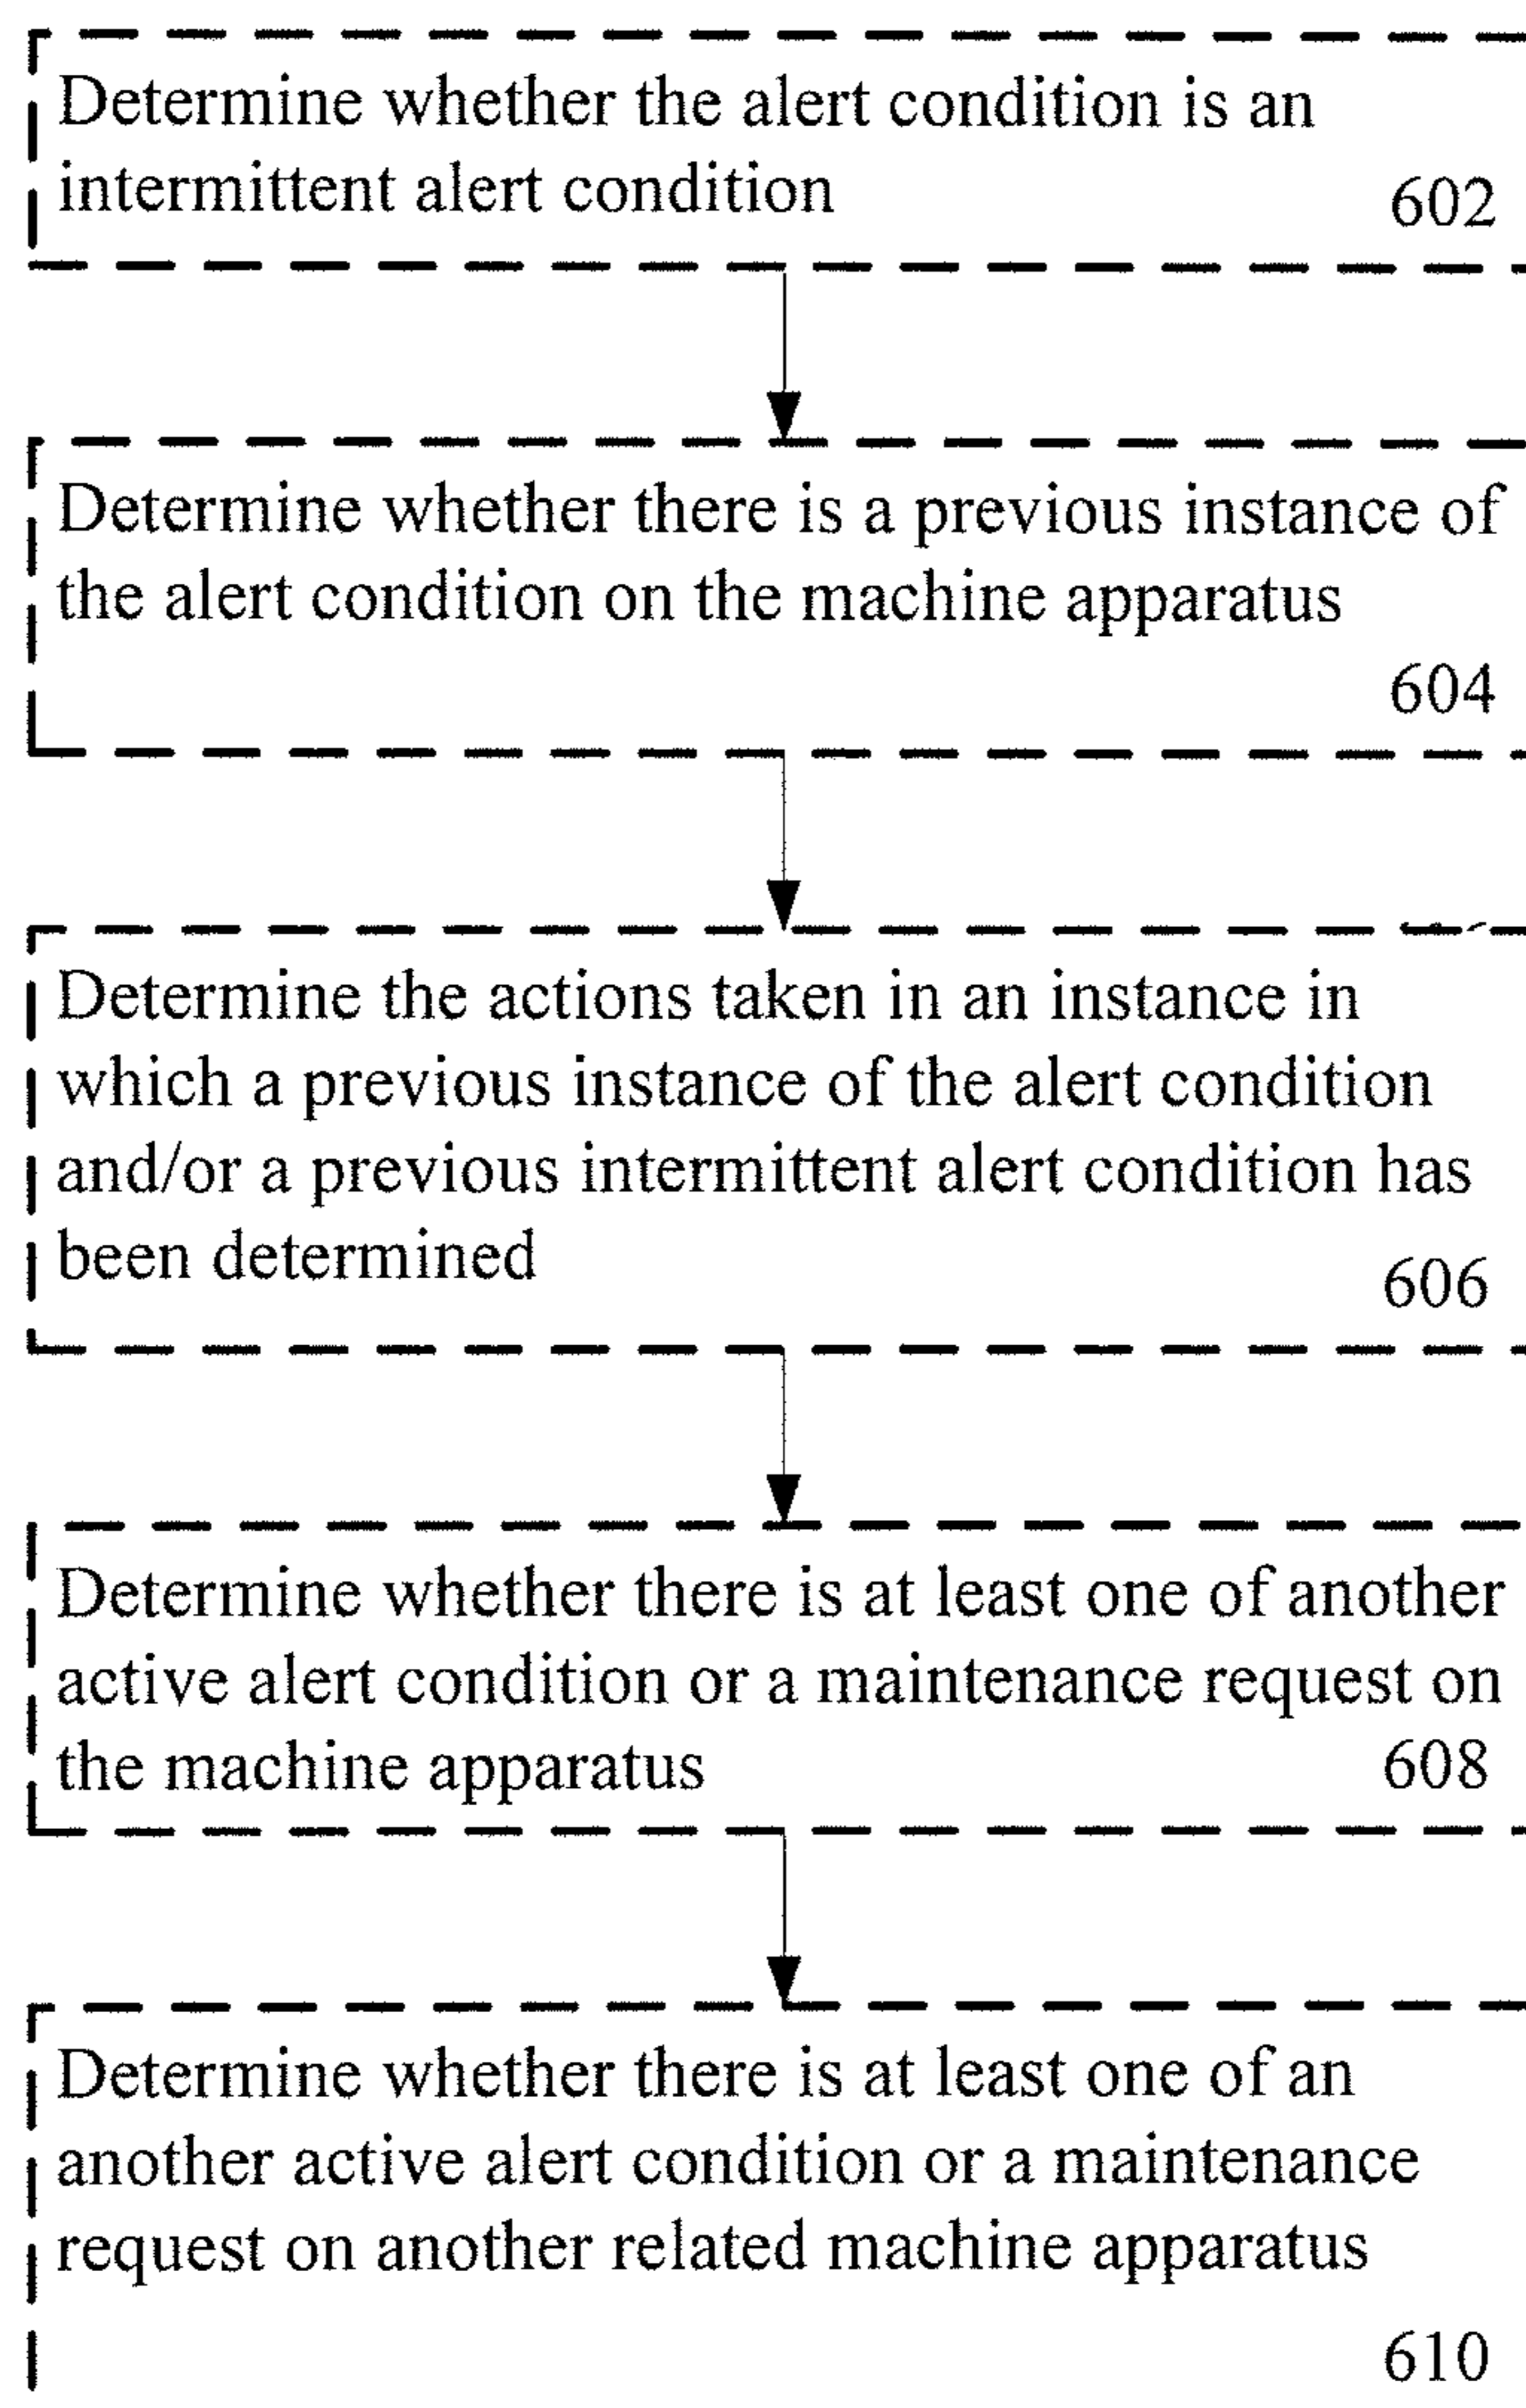 Determine whether the alert condition is an
intermittent alert condition
602
Determine whether there is a previous instance of
the alert condition on the machine apparatus
604
Determine the actions taken in an instance in
which a previous instance of the alert condition
and/or a previous intermittent alert condition has
been determined
606
Determine whether there is at least one of another
active alert condition or a maintenance request on
the machine apparatus
608
Determine whether there is at least one of an
another active alert condition or a maintenance
request on another related machine apparatus
610